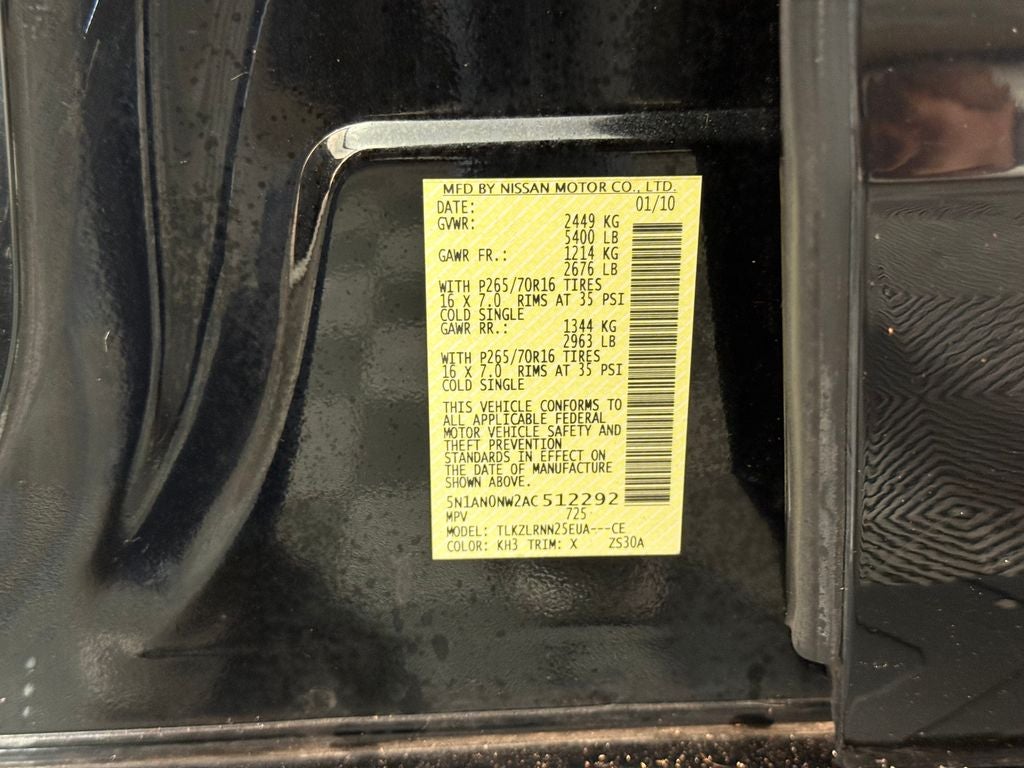 MFD BY NISSAN MOTOR CO., LTD.
DATE: 01/10
GVWR: 2449 KG
5400 LB
GAWR FR.: 1214 KG
2676 LB
WITH P265/70R16 TIRES
16 X 7.0 RIMS AT 35 PSI
COLD SINGLE
GAWR RR.: 1344 KG
2963 LB
WITH P265/70R16 TIRES
16 X 7.0 RIMS AT 35 PSI
COLD SINGLE
THIS VEHICLE CONFORMS TO
ALL APPLICABLE FEDERAL
MOTOR VEHICLE SAFETY AND
THEFT PREVENTION
STANDARDS IN EFFECT ON
THE DATE OF MANUFACTURE
SHOWN ABOVE.
5N1AN0NW2AC512292
MPV 725
MODEL: TLKZLRNN25EUA---CE
COLOR: KH3 TRIM: X ZS30A